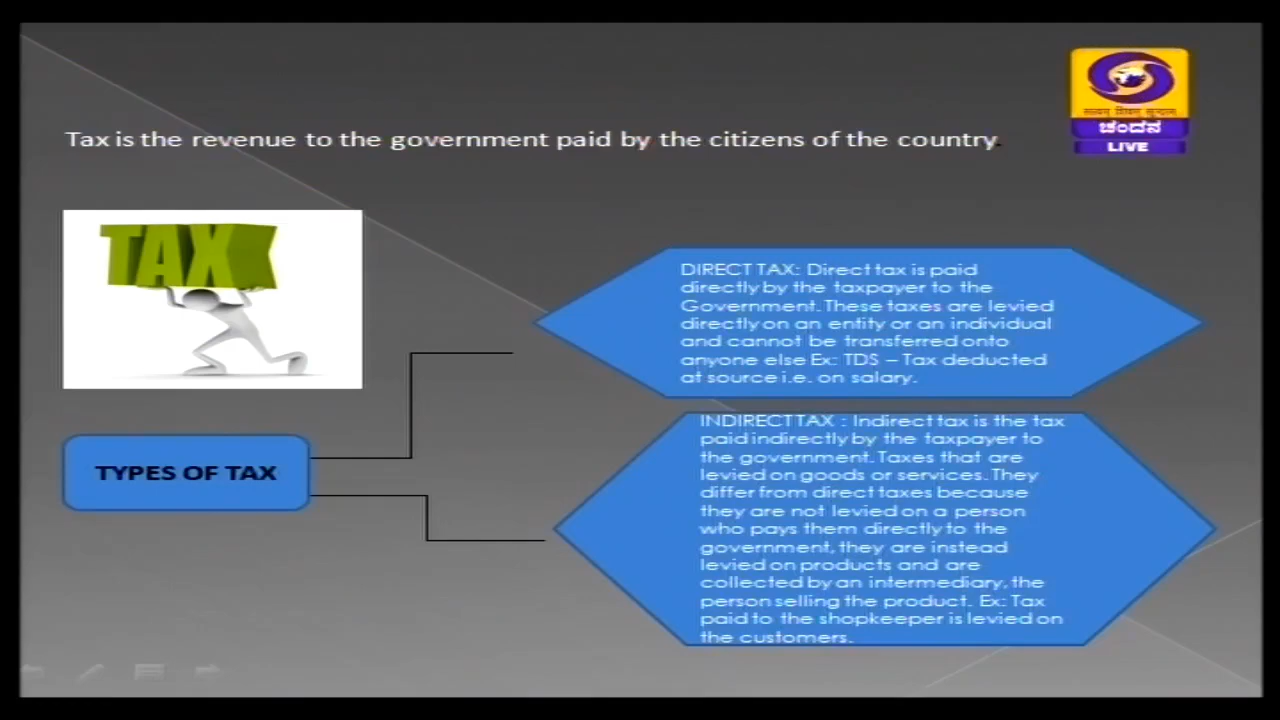 सत्यम् शिवम् सुन्दरम्
ಚಂದನ
LIVE
Tax is the revenue to the government paid by the citizens of the country.
TAX
DIRECT TAX: Direct tax is paid
directly by the taxpayer to the
Government. These taxes are levied
directly on an entity or an individual
and cannot be transferred onto
anyone else Ex: TDS – Tax deducted
at source i.e. on salary.
TYPES OF TAX
INDIRECT TAX : Indirect tax is the tax
paid indirectly by the taxpayer to
the government. Taxes that are
levied on goods or services. They
differ from direct taxes because
they are not levied on a person
who pays them directly to the
government, they are instead
levied on products and are
collected by an intermediary, the
person selling the product. Ex: Tax
paid to the shopkeeper is levied on
the customers.